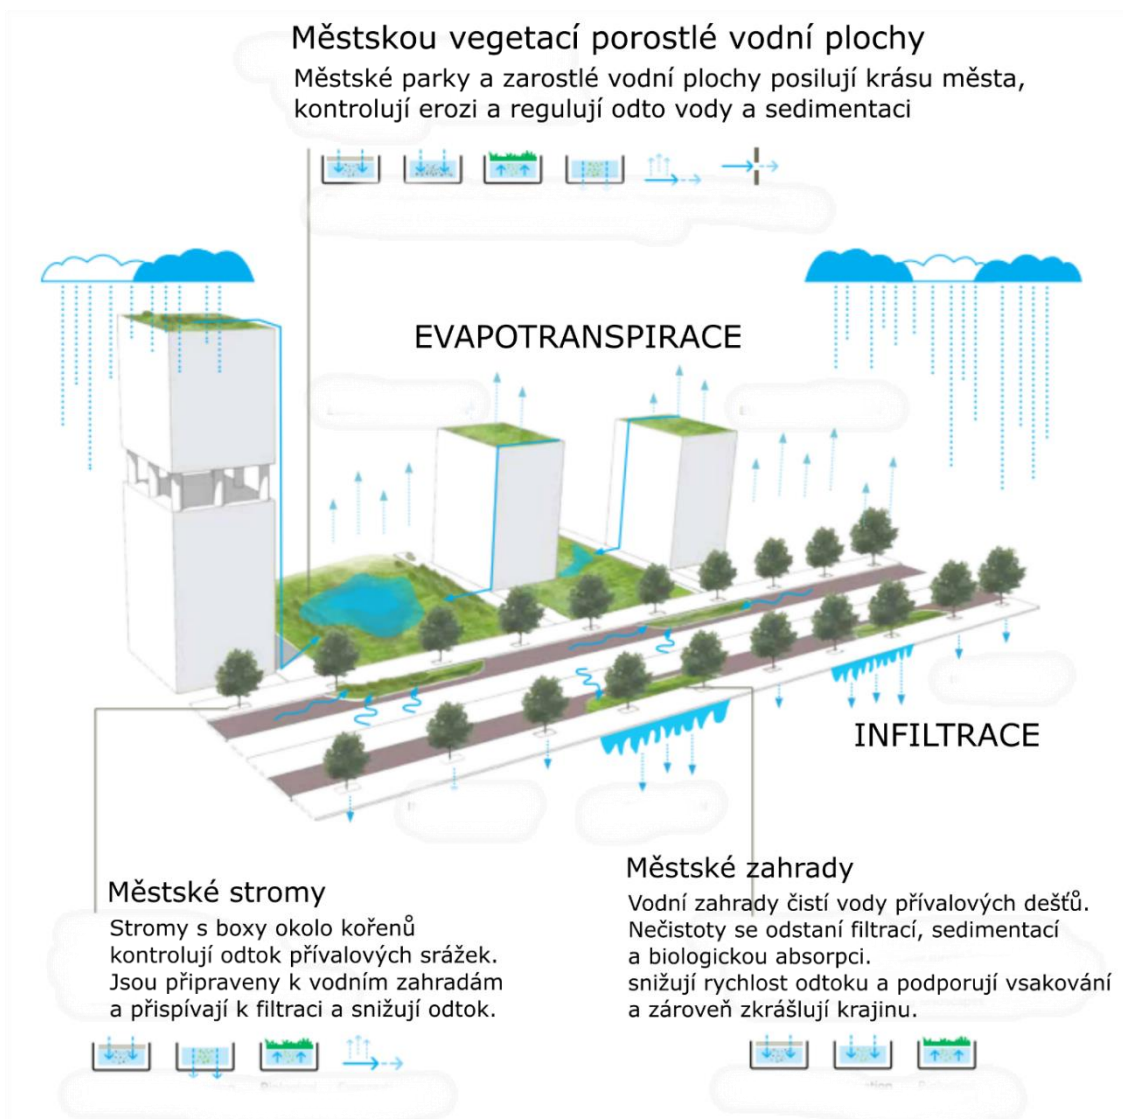 Městskou vegetací porostlé vodní plochy
Městské parky a zarostlé vodní plochy posilují krásu města,
kontrolují erozi a regulují odto vody a sedimentaci
EVAPOTRANSPIRACE
INFILTRACE
Městské stromy
Stromy s boxy okolo kořenů
kontrolují odtok přívalových srážek.
Jsou připraveny k vodním zahradám
a přispívají k filtraci a snižují odtok.
Městské zahrady
Vodní zahrady čistí vody přívalových dešťů.
Nečistoty se odstaní filtrací, sedimentací
a biologickou absorpci.
snižují rychlost odtoku a podporují vsakování
a zároveň zkrášlují krajinu.